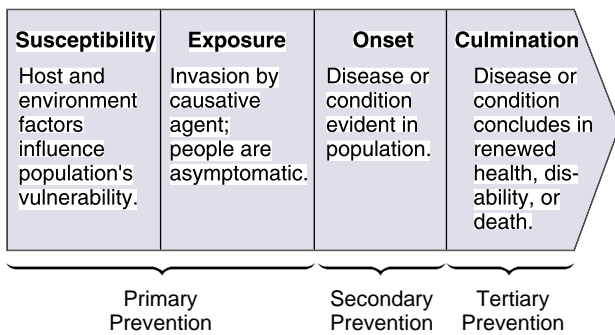 Susceptibility
Host and
environment
factors
influence
population's
vulnerability.
Exposure
Invasion by
causative
agent;
people are
asymptomatic.
Onset
Disease or
condition
evident in
population.
Culmination
Disease or
condition
concludes in
renewed
health, dis-
ability, or
death.
Primary
Prevention
Secondary
Prevention
Tertiary
Prevention